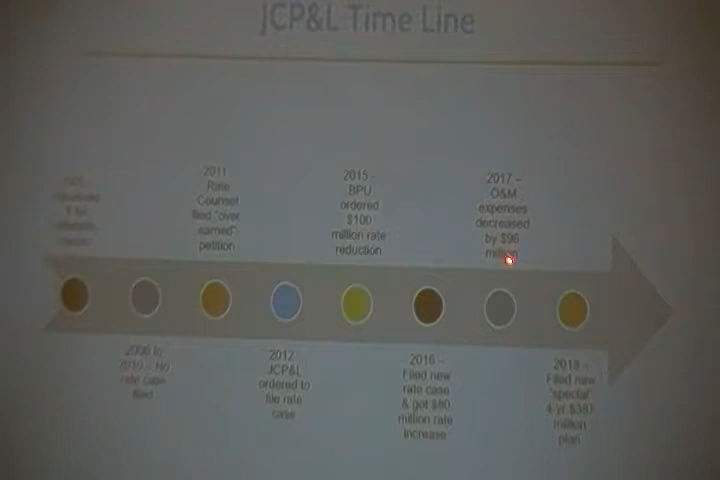 JCP&L Time Line
2011
Rate
Counsel
filed "over
earned"
petition
2015 -
BPU
ordered
$100
million rate
reduction
2017 -
O&M
expenses
decreased
by $96
million
2006 to
2010 - No
rate case
filed
2012
JCP&L
ordered to
file rate
case
2016 -
Filed new
rate case
& got $80
million rate
increase
2018 -
Filed new
"special"
4-yr $387
million
plan